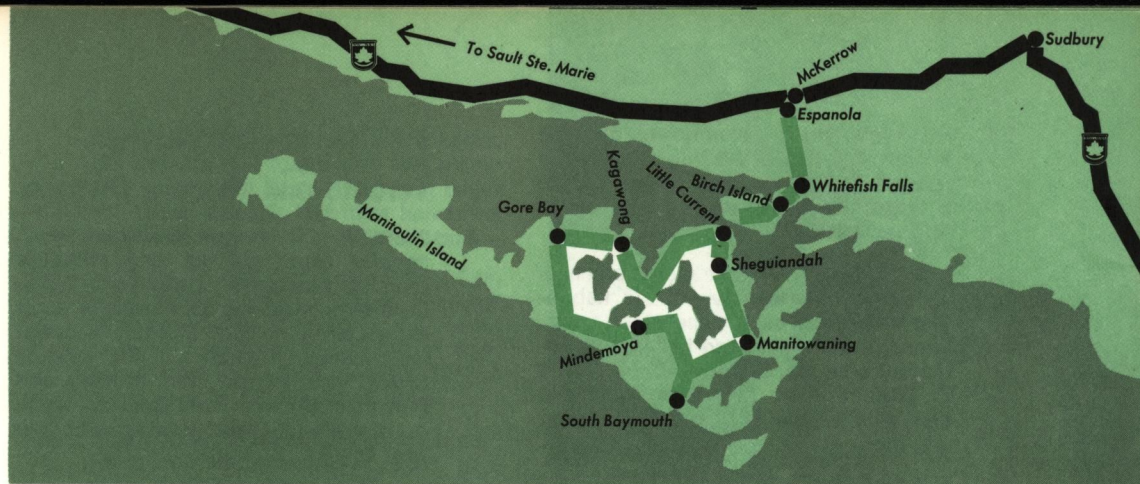 To Sault Ste. Marie
McKerrow
Sudbury
Espanola
Kagawong
Little Current
Birch Island
Whitefish Falls
Gore Bay
Manitoulin Island
Sheguiandah
Mindemoya
Manitowaning
South Baymouth